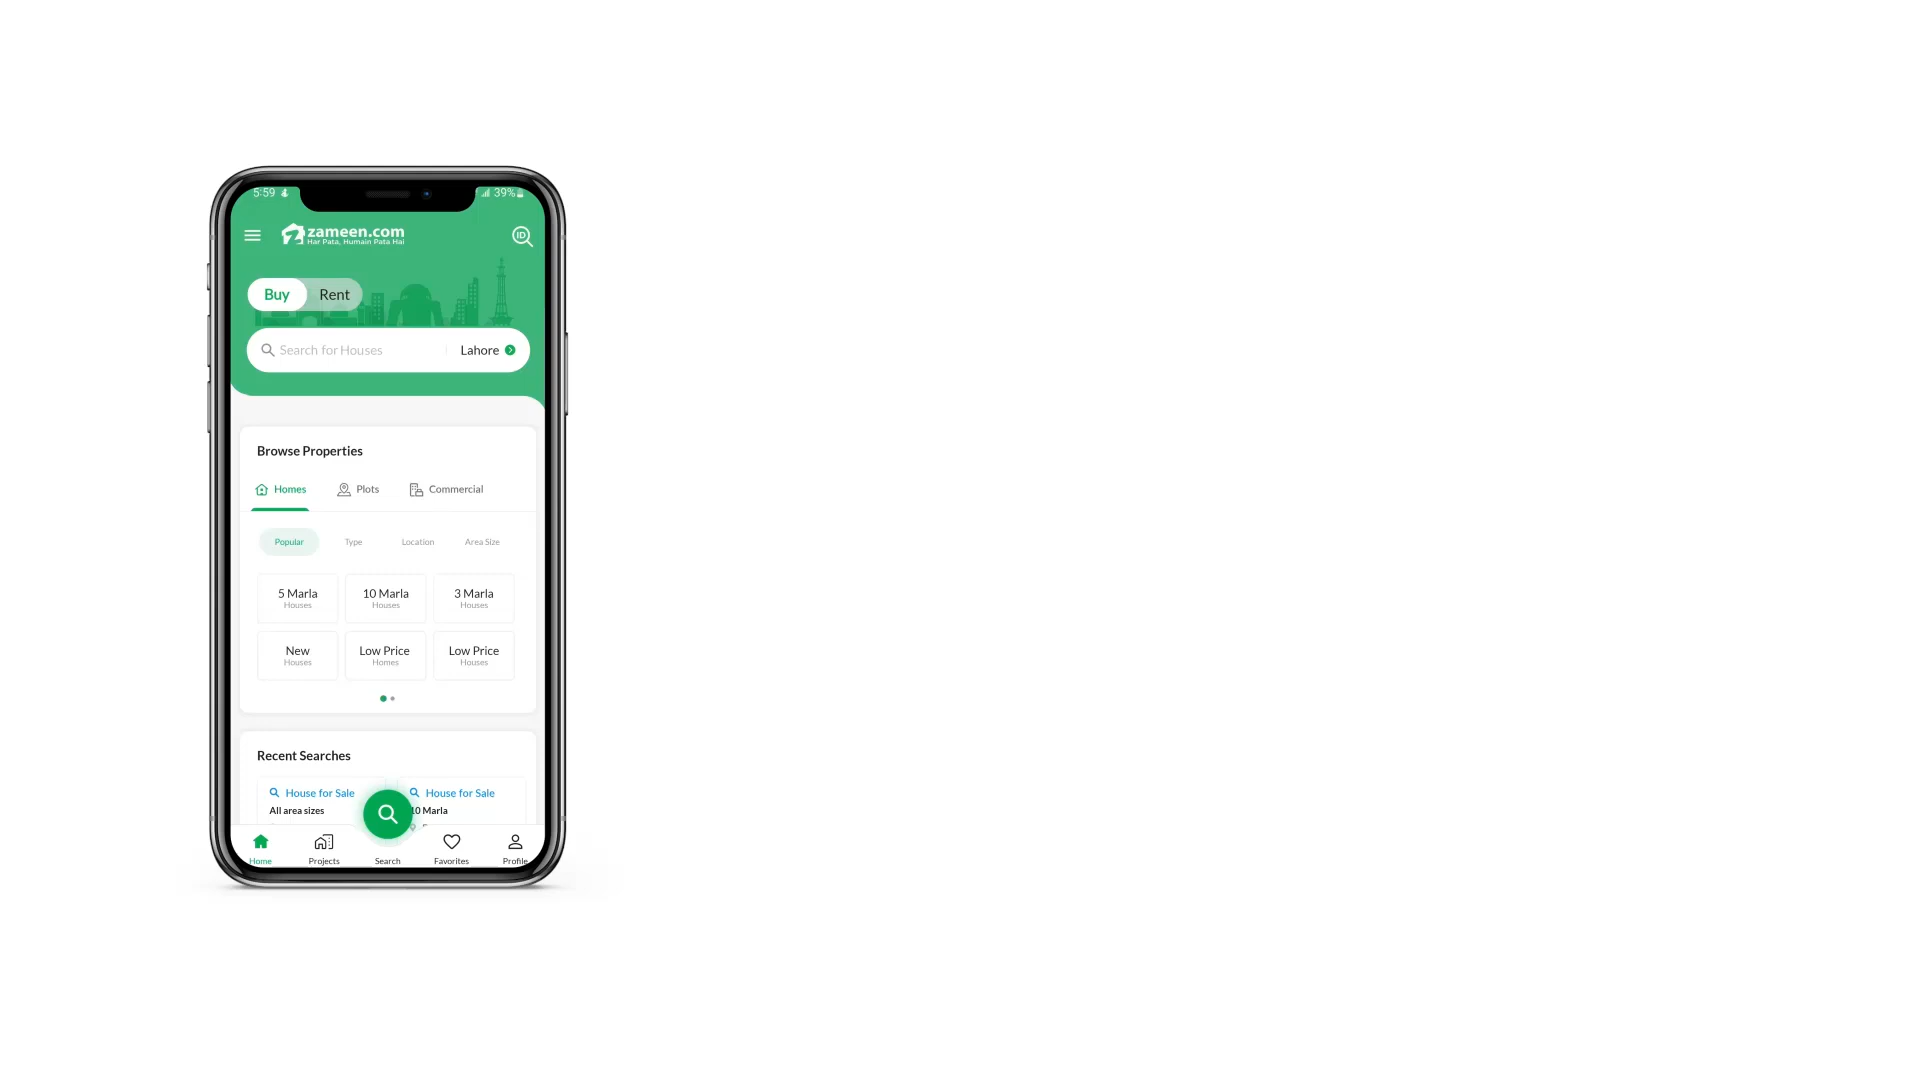 5:59 39%
zameen.com
Har Pata, Humain Pata Hai
ID
Buy Rent
Search for Houses Lahore
Browse Properties
Homes Plots Commercial
Popular Type Location Area Size
5 Marla 10 Marla 3 Marla
Houses Houses Houses
New Low Price Low Price
Houses Homes Houses
Recent Searches
House for Sale House for Sale
All area sizes 10 Marla
Home Projects Search Favorites Profile